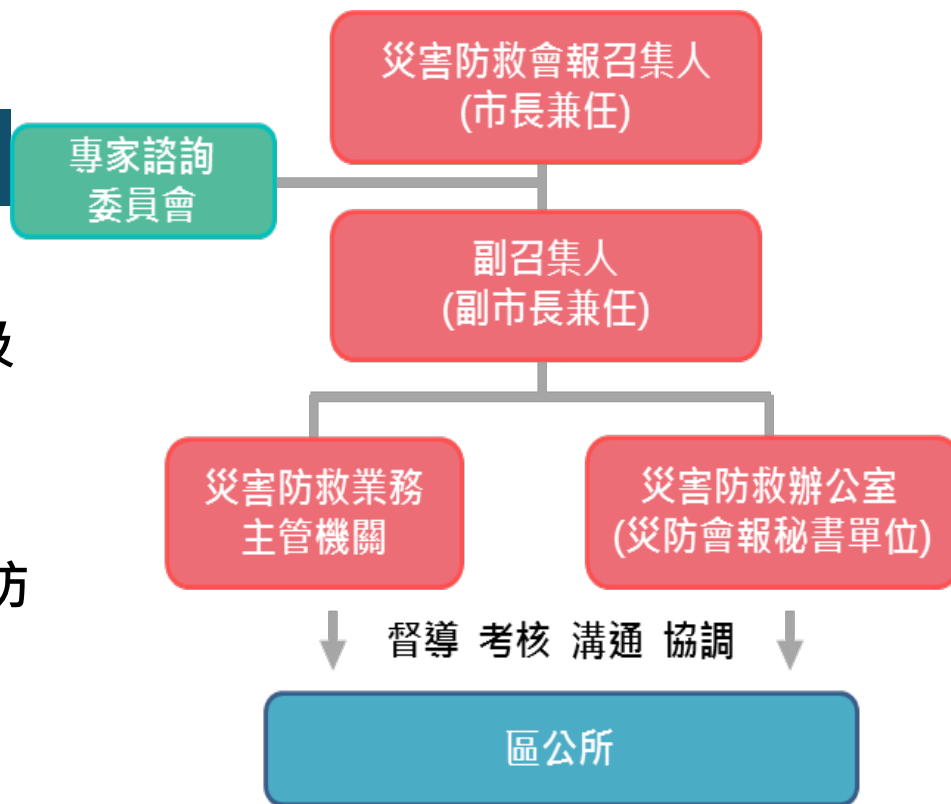 災害防救會報召集人
(市長兼任)
專家諮詢
委員會
副召集人
(副市長兼任)
及
災害防救業務
主管機關
災害防救辦公室
(災防會報秘書單位)
防
督導 考核 溝通 協調
區公所